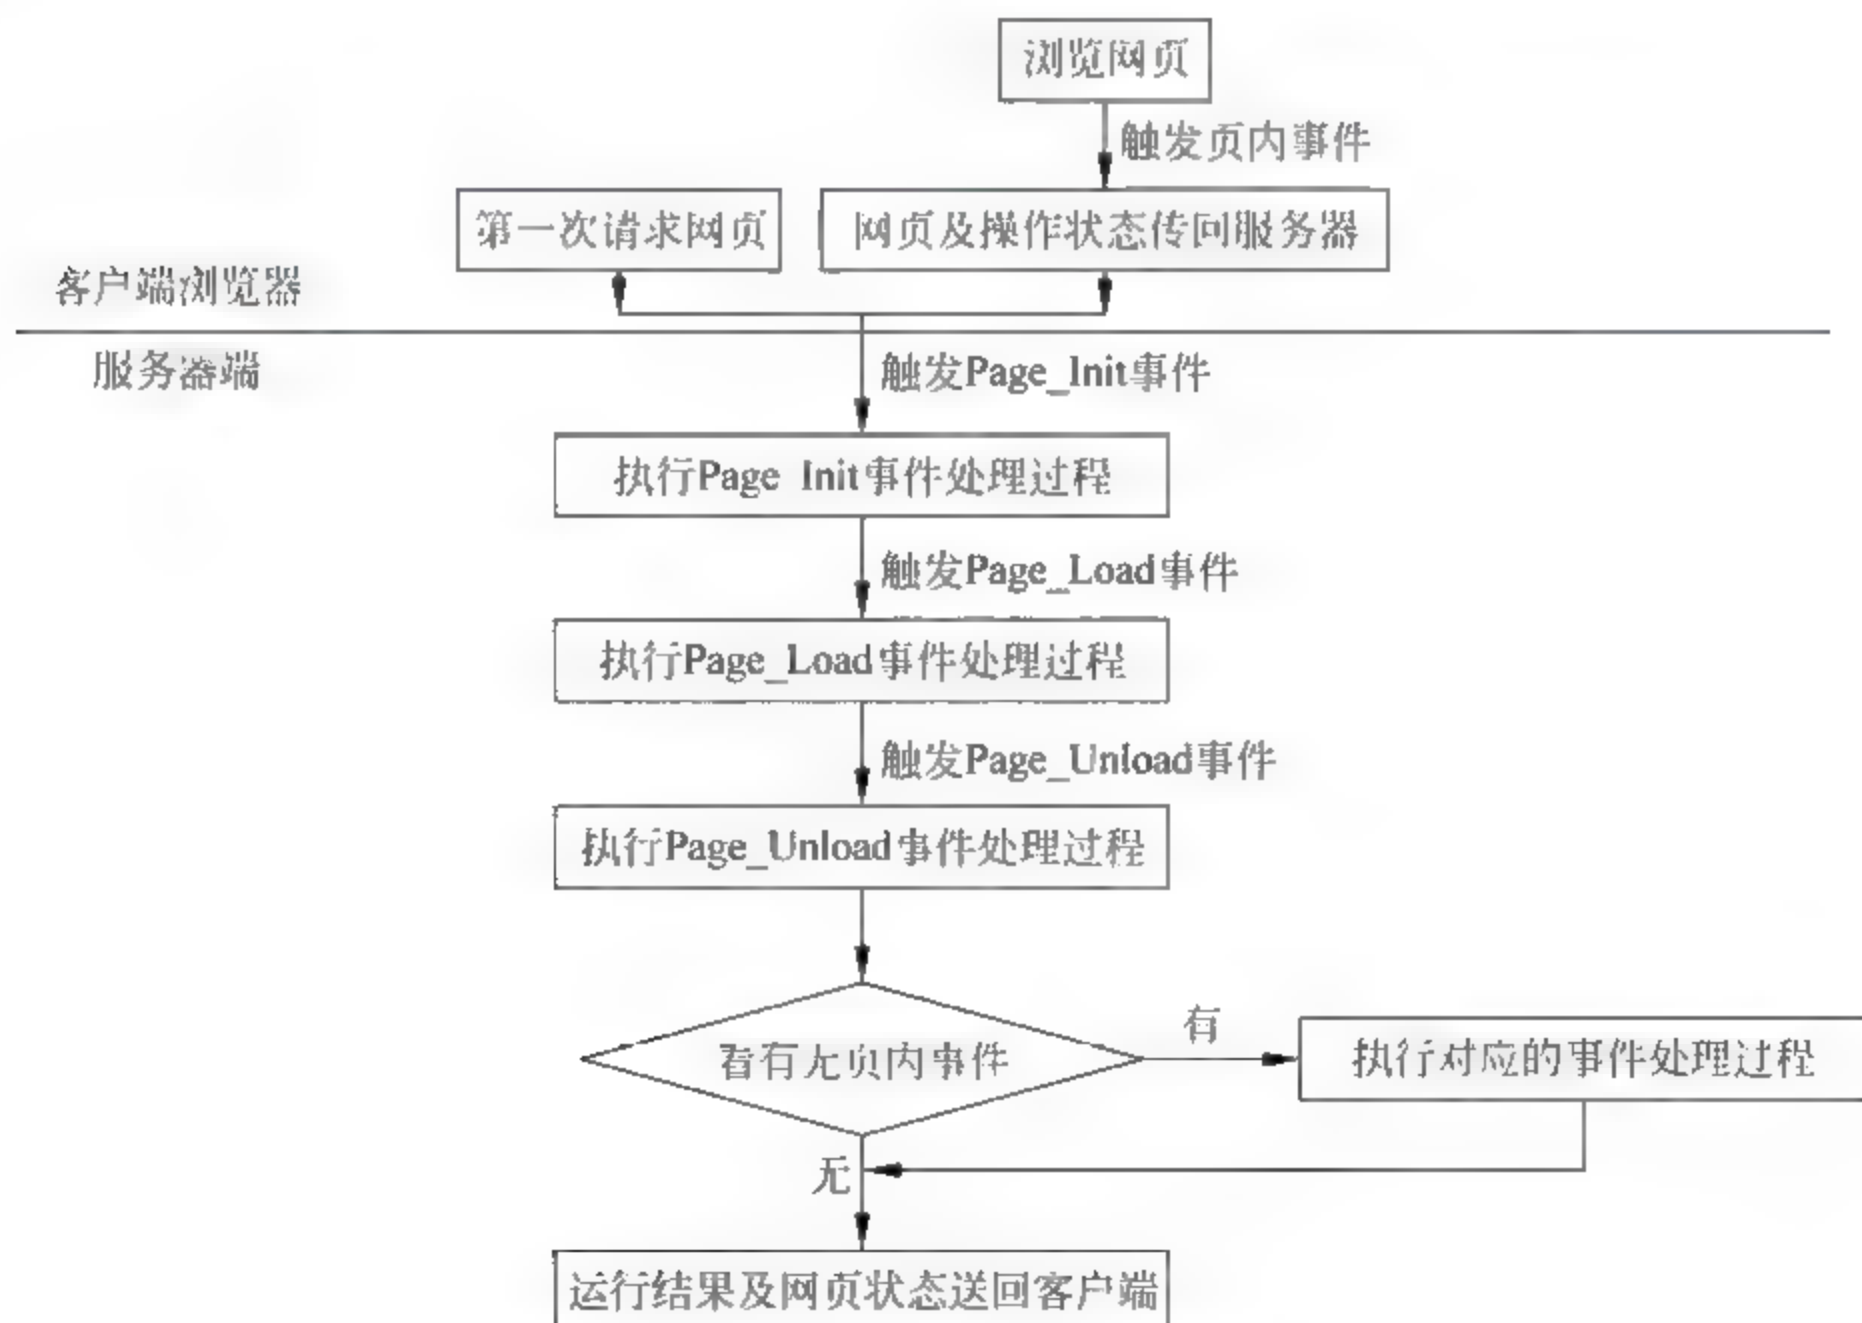 浏览网页
触发页内事件
第一次请求网页
网页及操作状态传回服务器
客户端浏览器
服务器端
触发Page_Init事件
执行Page Init事件处理过程
触发Page_Load事件
执行Page_Load事件处理过程
触发Page_Unload事件
执行Page_Unload事件处理过程
看有无页内事件
有
执行对应的事件处理过程
无
运行结果及网页状态送回客户端